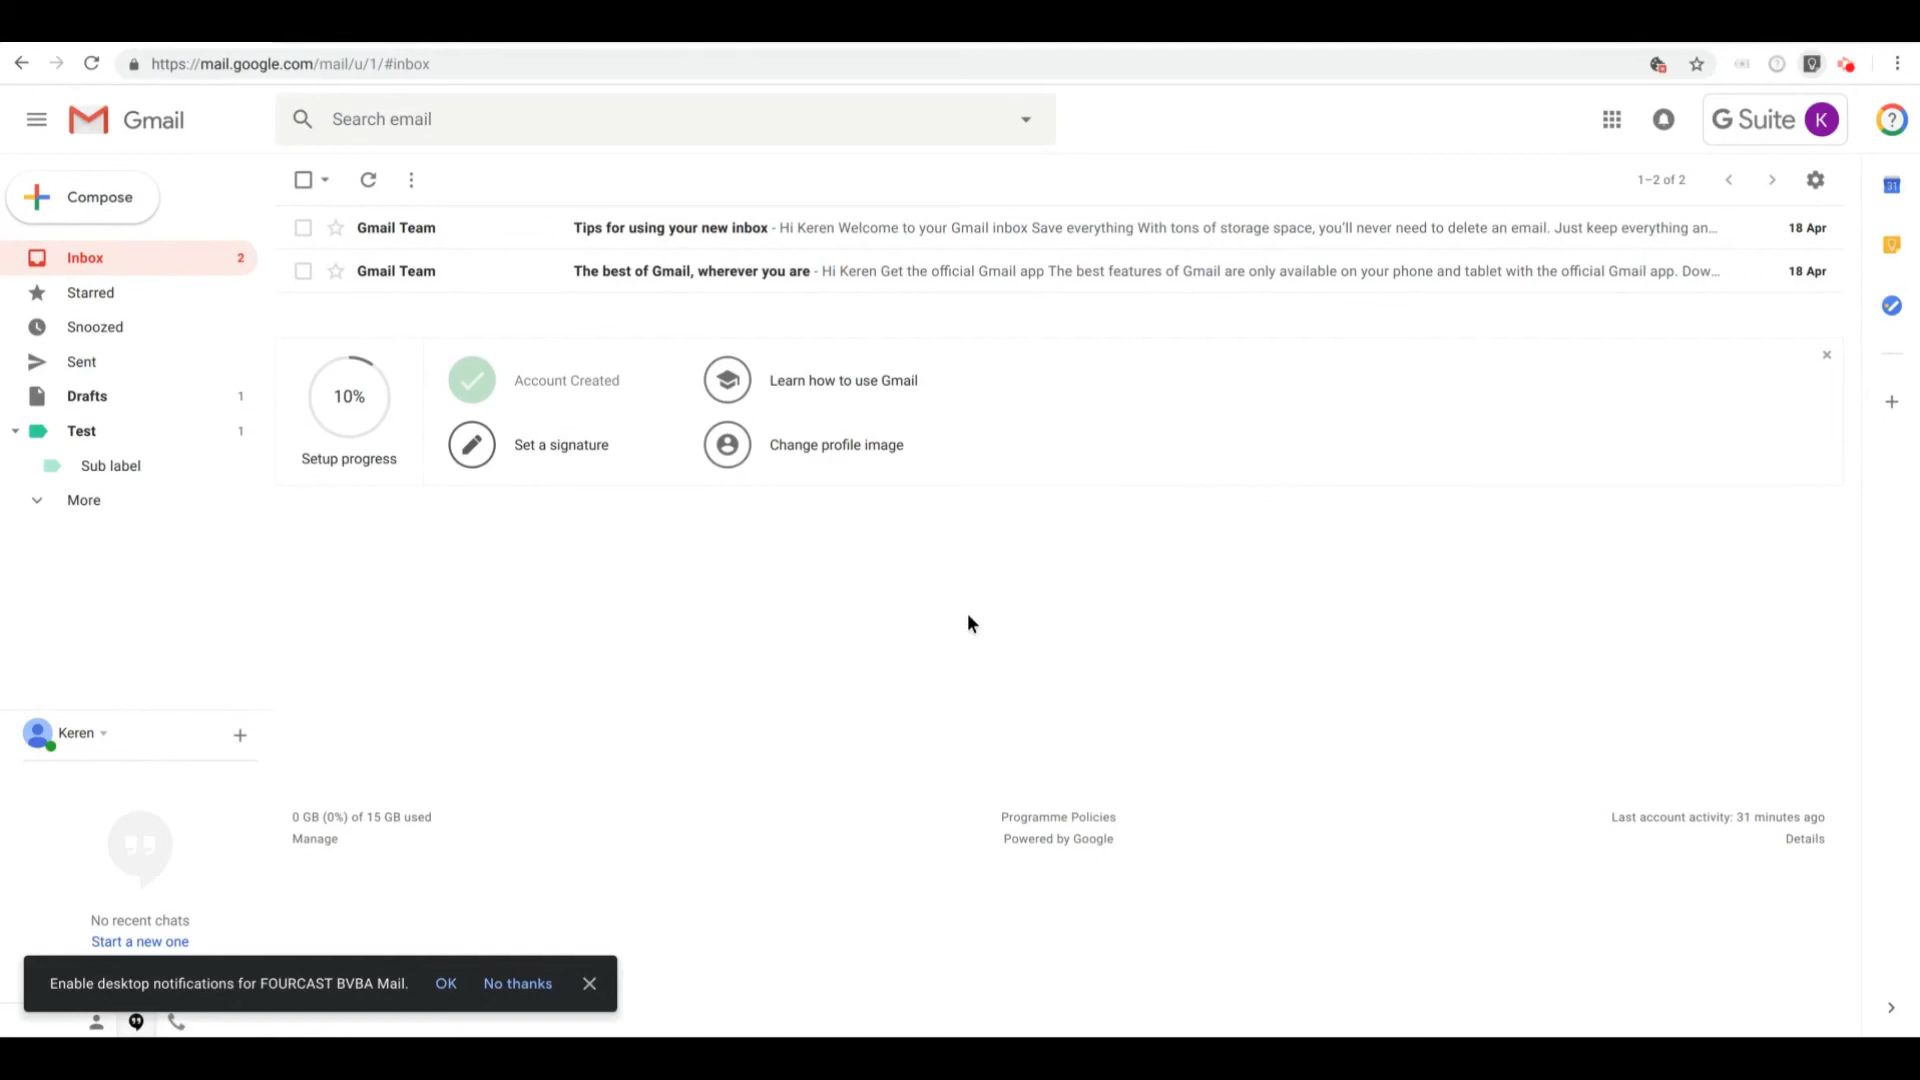 https://mail.google.com/mail/u/1/#inbox
Gmail
Search email
G Suite K
Compose
1–2 of 2
Gmail Team Tips for using your new inbox - Hi Keren Welcome to your Gmail inbox Save everything With tons of storage space, you'll never need to delete an email. Just keep everything an... 18 Apr
Gmail Team The best of Gmail, wherever you are - Hi Keren Get the official Gmail app The best features of Gmail are only available on your phone and tablet with the official Gmail app. Dow... 18 Apr
Inbox 2
Starred
Snoozed
Sent
Drafts 1
Test 1
Sub label
More
10%
Setup progress
Account Created
Learn how to use Gmail
Set a signature
Change profile image
31
Keren
0 GB (0%) of 15 GB used
Manage
Programme Policies
Powered by Google
Last account activity: 31 minutes ago
Details
No recent chats
Start a new one
Enable desktop notifications for FOURCAST BVBA Mail. OK No thanks